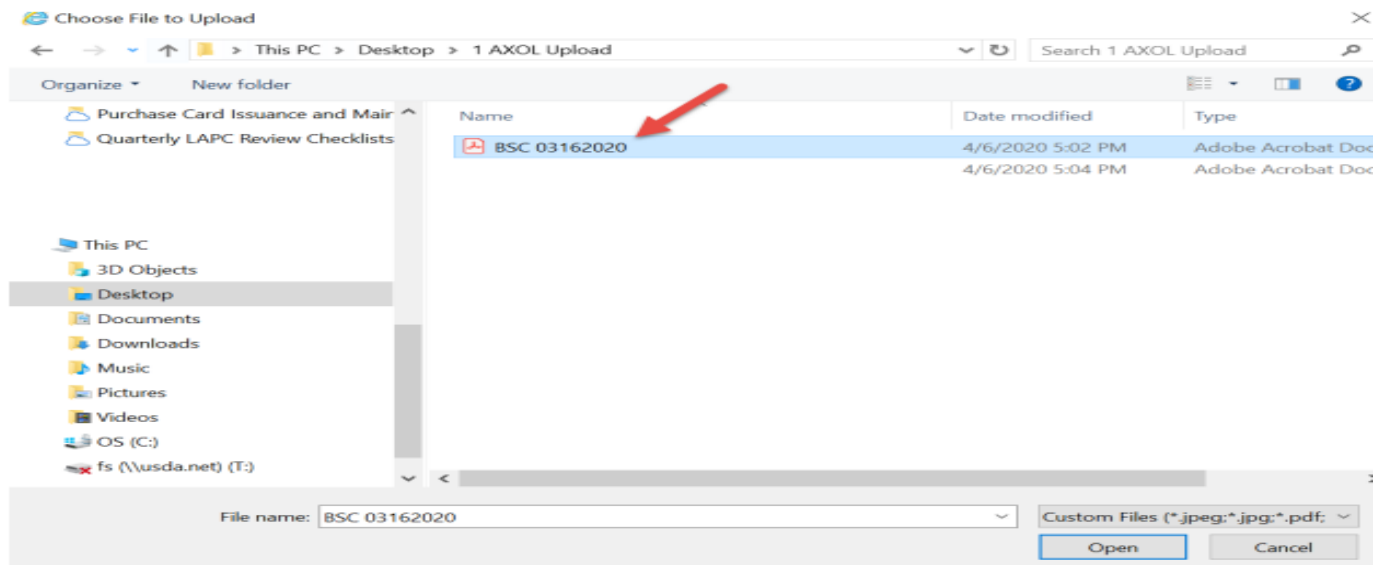 Choose File to Upload
> This PC > Desktop > 1 AXOL Upload
Search 1 AXOL Upload
Organize
New folder
Purchase Card Issuance and Mair
Quarterly LAPC Review Checklists
Name
Date modified
Type
BSC 03162020
4/6/2020 5:02 PM
Adobe Acrobat Doc
4/6/2020 5:04 PM
Adobe Acrobat Doc
This PC
3D Objects
Desktop
Documents
Downloads
Music
Pictures
Videos
OS (C:)
fs (\\usda.net) (T:)
File name:
BSC 03162020
Custom Files (*.jpeg;*.jpg;*.pdf;
Open
Cancel